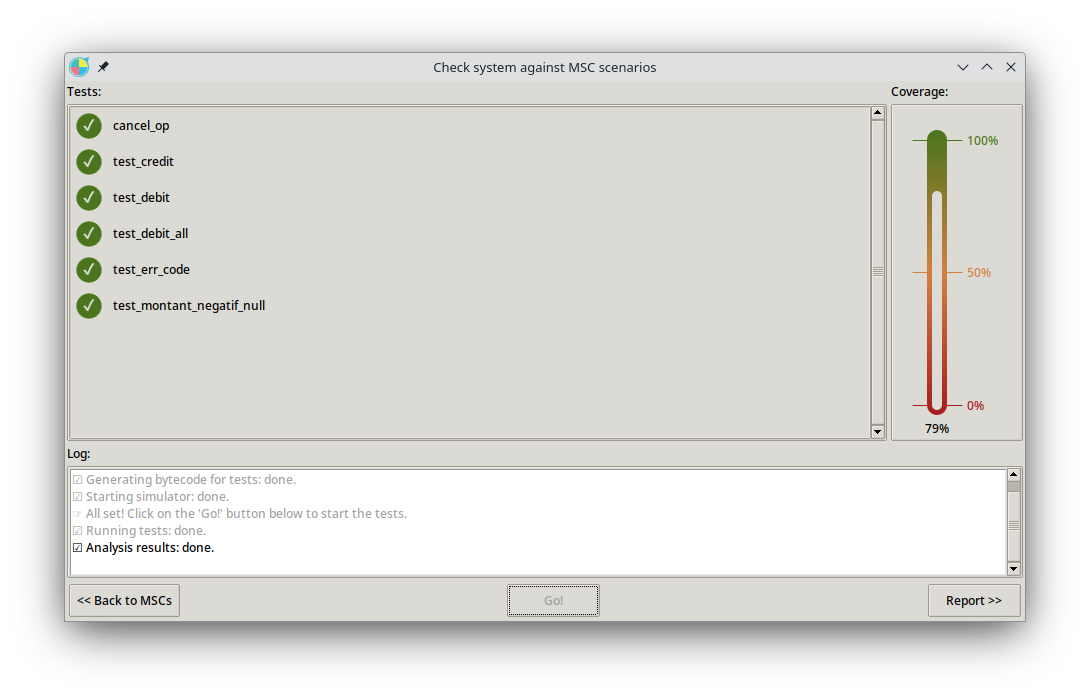 Check system against MSC scenarios
Tests:
Coverage:
cancel_op
test_credit
test_debit
test_debit_all
test_err_code
test_montant_negatif_null
100%
50%
0%
79%
Log:
☑ Generating bytecode for tests: done.
☑ Starting simulator: done.
☞ All set! Click on the 'Go!' button below to start the tests.
☑ Running tests: done.
☑ Analysis results: done.
<< Back to MSCs
Go!
Report >>